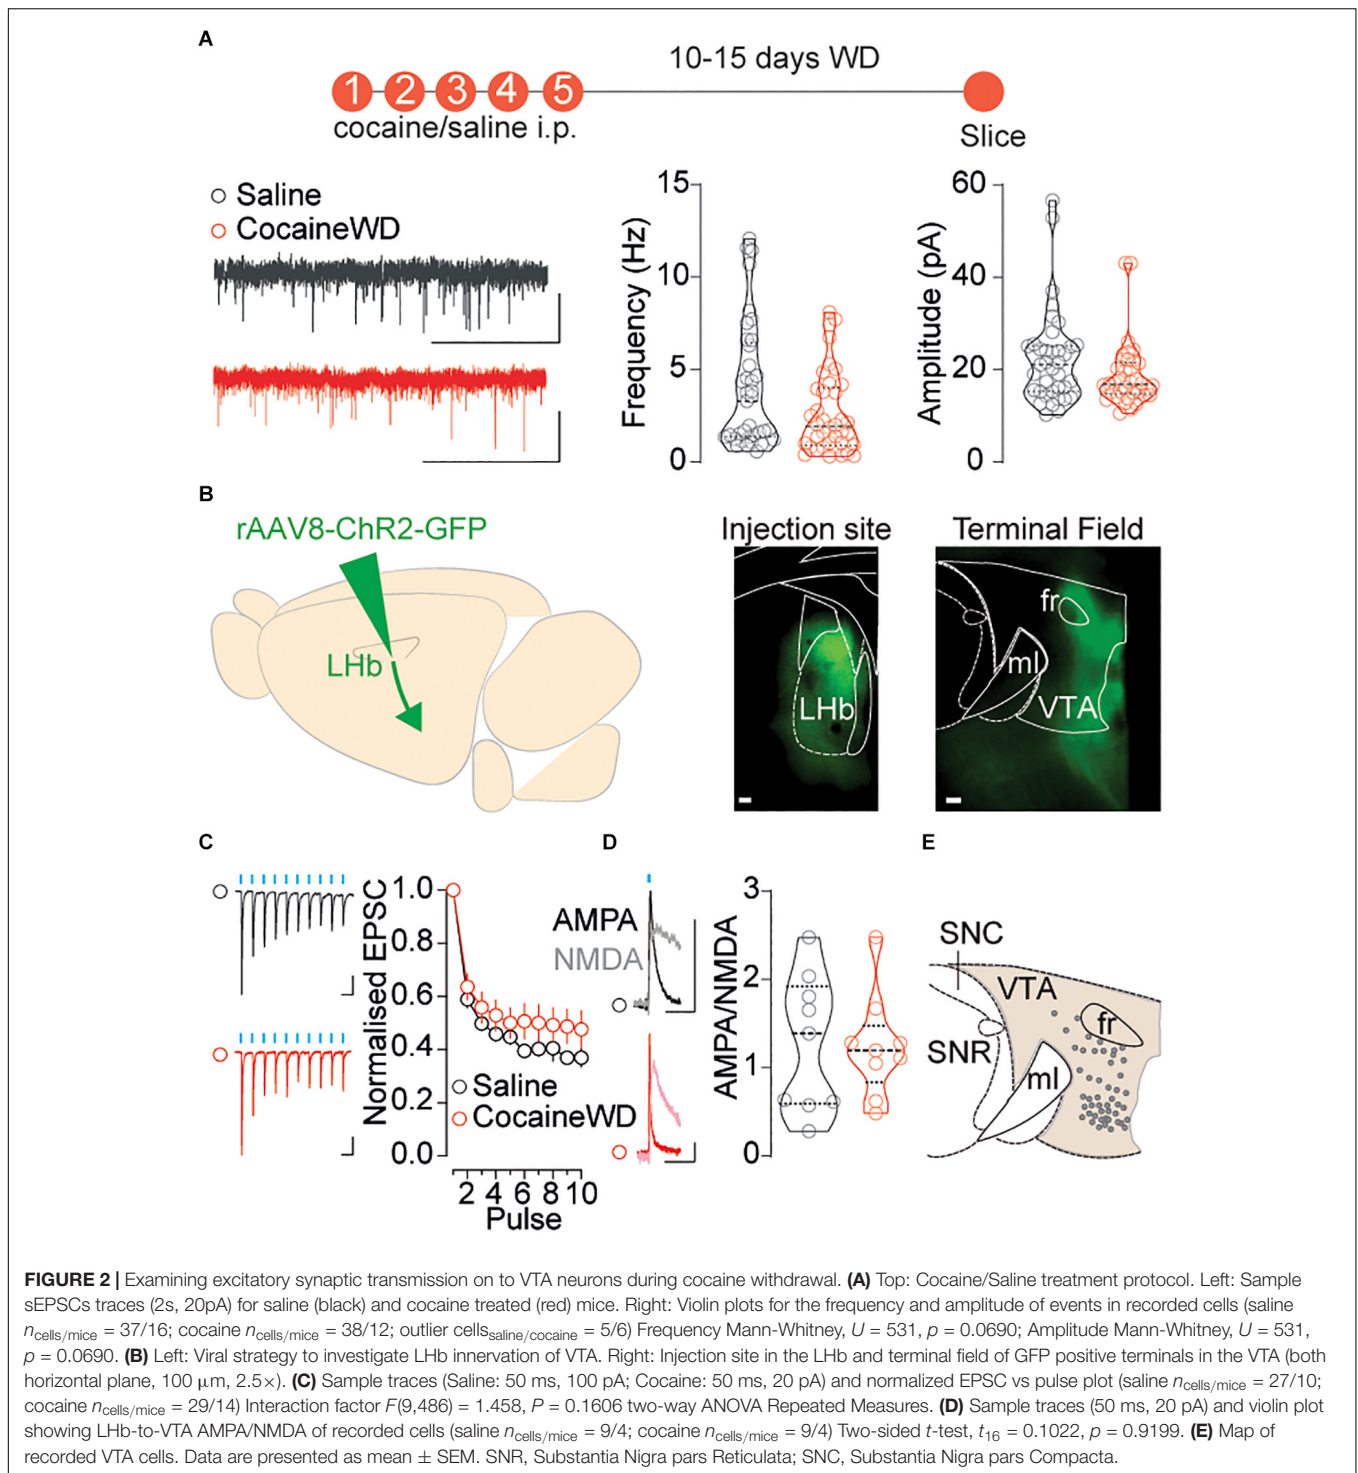 A
10-15 days WD
1 2 3 4 5
cocaine/saline i.p.
Slice
Saline
CocaineWD
Frequency (Hz)
15
10
5
0
Amplitude (pA)
60
40
20
0
B
rAAV8-ChR2-GFP
LHb
Injection site
LHb
Terminal Field
fr
ml
VTA
C
Normalised EPSC
1.0
0.8
0.6
0.4
0.2
0.0
Saline
CocaineWD
2 4 6 8 10
Pulse
D
AMPA
NMDA
AMPA/NMDA
3
2
1
0
E
SNC
VTA
fr
SNR
ml
FIGURE 2 | Examining excitatory synaptic transmission on to VTA neurons during cocaine withdrawal. (A) Top: Cocaine/Saline treatment protocol. Left: Sample
sEPSCs traces (2s, 20pA) for saline (black) and cocaine treated (red) mice. Right: Violin plots for the frequency and amplitude of events in recorded cells (saline
ncells/mice = 37/16; cocaine ncells/mice = 38/12; outlier cellssaline/cocaine = 5/6) Frequency Mann-Whitney, U = 531, p = 0.0690; Amplitude Mann-Whitney, U = 531,
p = 0.0690. (B) Left: Viral strategy to investigate LHb innervation of VTA. Right: Injection site in the LHb and terminal field of GFP positive terminals in the VTA (both
horizontal plane, 100 μm, 2.5×). (C) Sample traces (Saline: 50 ms, 100 pA; Cocaine: 50 ms, 20 pA) and normalized EPSC vs pulse plot (saline ncells/mice = 27/10;
cocaine ncells/mice = 29/14) Interaction factor F(9,486) = 1.458, P = 0.1606 two-way ANOVA Repeated Measures. (D) Sample traces (50 ms, 20 pA) and violin plot
showing LHb-to-VTA AMPA/NMDA of recorded cells (saline ncells/mice = 9/4; cocaine ncells/mice = 9/4) Two-sided t-test, t16 = 0.1022, p = 0.9199. (E) Map of
recorded VTA cells. Data are presented as mean ± SEM. SNR, Substantia Nigra pars Reticulata; SNC, Substantia Nigra pars Compacta.